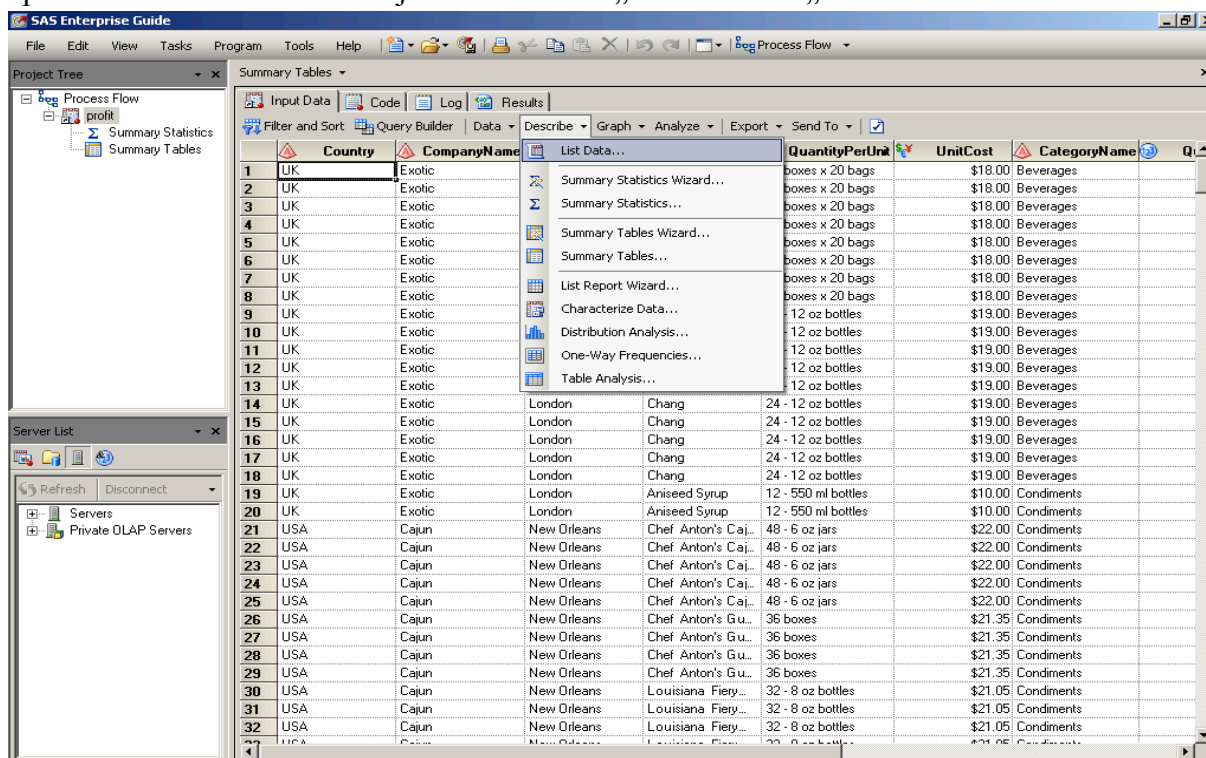 SAS Enterprise Guide
File Edit View Tasks Program Tools Help Process Flow
Project Tree
Process Flow
profit
Summary Statistics
Summary Tables
Server List
Refresh Disconnect
Servers
Private OLAP Servers
Summary Tables
Input Data Code Log Results
Filter and Sort Query Builder Data Describe Graph Analyze Export Send To
List Data...
Summary Statistics Wizard...
Summary Statistics...
Summary Tables Wizard...
Summary Tables...
List Report Wizard...
Characterize Data...
Distribution Analysis...
One-Way Frequencies...
Table Analysis...
Country CompanyName QuantityPerUnit UnitCost CategoryName
1 UK Exotic boxes x 20 bags $18.00 Beverages
2 UK Exotic boxes x 20 bags $18.00 Beverages
3 UK Exotic boxes x 20 bags $18.00 Beverages
4 UK Exotic boxes x 20 bags $18.00 Beverages
5 UK Exotic boxes x 20 bags $18.00 Beverages
6 UK Exotic boxes x 20 bags $18.00 Beverages
7 UK Exotic boxes x 20 bags $18.00 Beverages
8 UK Exotic boxes x 20 bags $18.00 Beverages
9 UK Exotic - 12 oz bottles $19.00 Beverages
10 UK Exotic - 12 oz bottles $19.00 Beverages
11 UK Exotic - 12 oz bottles $19.00 Beverages
12 UK Exotic - 12 oz bottles $19.00 Beverages
13 UK Exotic - 12 oz bottles $19.00 Beverages
14 UK Exotic London Chang 24 - 12 oz bottles $19.00 Beverages
15 UK Exotic London Chang 24 - 12 oz bottles $19.00 Beverages
16 UK Exotic London Chang 24 - 12 oz bottles $19.00 Beverages
17 UK Exotic London Chang 24 - 12 oz bottles $19.00 Beverages
18 UK Exotic London Chang 24 - 12 oz bottles $19.00 Beverages
19 UK Exotic London Aniseed Syrup 12 - 550 ml bottles $10.00 Condiments
20 UK Exotic London Aniseed Syrup 12 - 550 ml bottles $10.00 Condiments
21 USA Cajun New Orleans Chef Anton's Caj... 48 - 6 oz jars $22.00 Condiments
22 USA Cajun New Orleans Chef Anton's Caj... 48 - 6 oz jars $22.00 Condiments
23 USA Cajun New Orleans Chef Anton's Caj... 48 - 6 oz jars $22.00 Condiments
24 USA Cajun New Orleans Chef Anton's Caj... 48 - 6 oz jars $22.00 Condiments
25 USA Cajun New Orleans Chef Anton's Caj... 48 - 6 oz jars $22.00 Condiments
26 USA Cajun New Orleans Chef Anton's Gu... 36 boxes $21.35 Condiments
27 USA Cajun New Orleans Chef Anton's Gu... 36 boxes $21.35 Condiments
28 USA Cajun New Orleans Chef Anton's Gu... 36 boxes $21.35 Condiments
29 USA Cajun New Orleans Chef Anton's Gu... 36 boxes $21.35 Condiments
30 USA Cajun New Orleans Louisiana Fiery... 32 - 8 oz bottles $21.05 Condiments
31 USA Cajun New Orleans Louisiana Fiery... 32 - 8 oz bottles $21.05 Condiments
32 USA Cajun New Orleans Louisiana Fiery... 32 - 8 oz bottles $21.05 Condiments